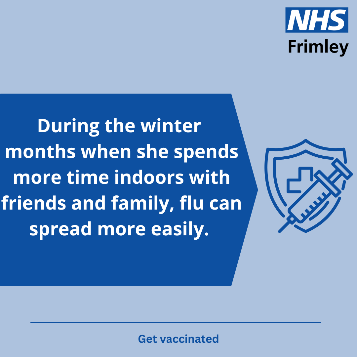 NHS
Frimley
During the winter
months when she spends
more time indoors with
friends and family, flu can
spread more easily.
Get vaccinated